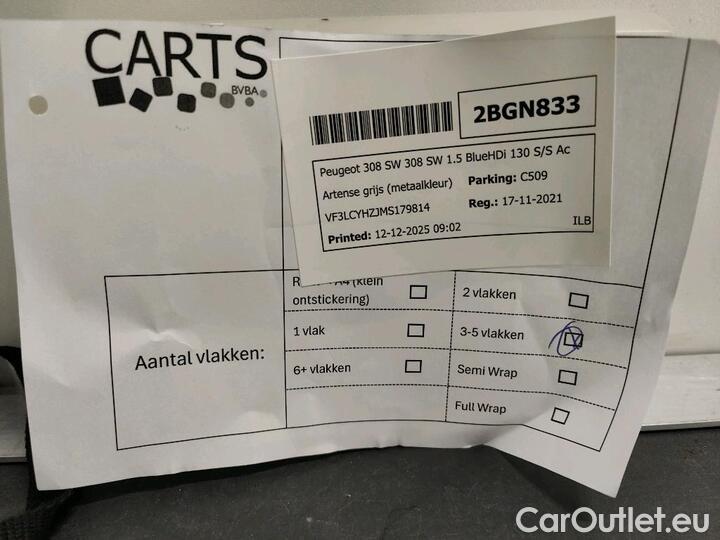 CARTS
BVBA
2BGN833
Peugeot 308 SW 308 SW 1.5 BlueHDi 130 S/S Ac
Artense grijs (metaalkleur) Parking: C509
VF3LCYHZJMS179814 Reg.: 17-11-2021
Printed: 12-12-2025 09:02 ILB
A4 (klein
ontstickering)
2 vlakken
1 vlak
3-5 vlakken
Aantal vlakken:
6+ vlakken
Semi Wrap
Full Wrap
CarOutlet.eu